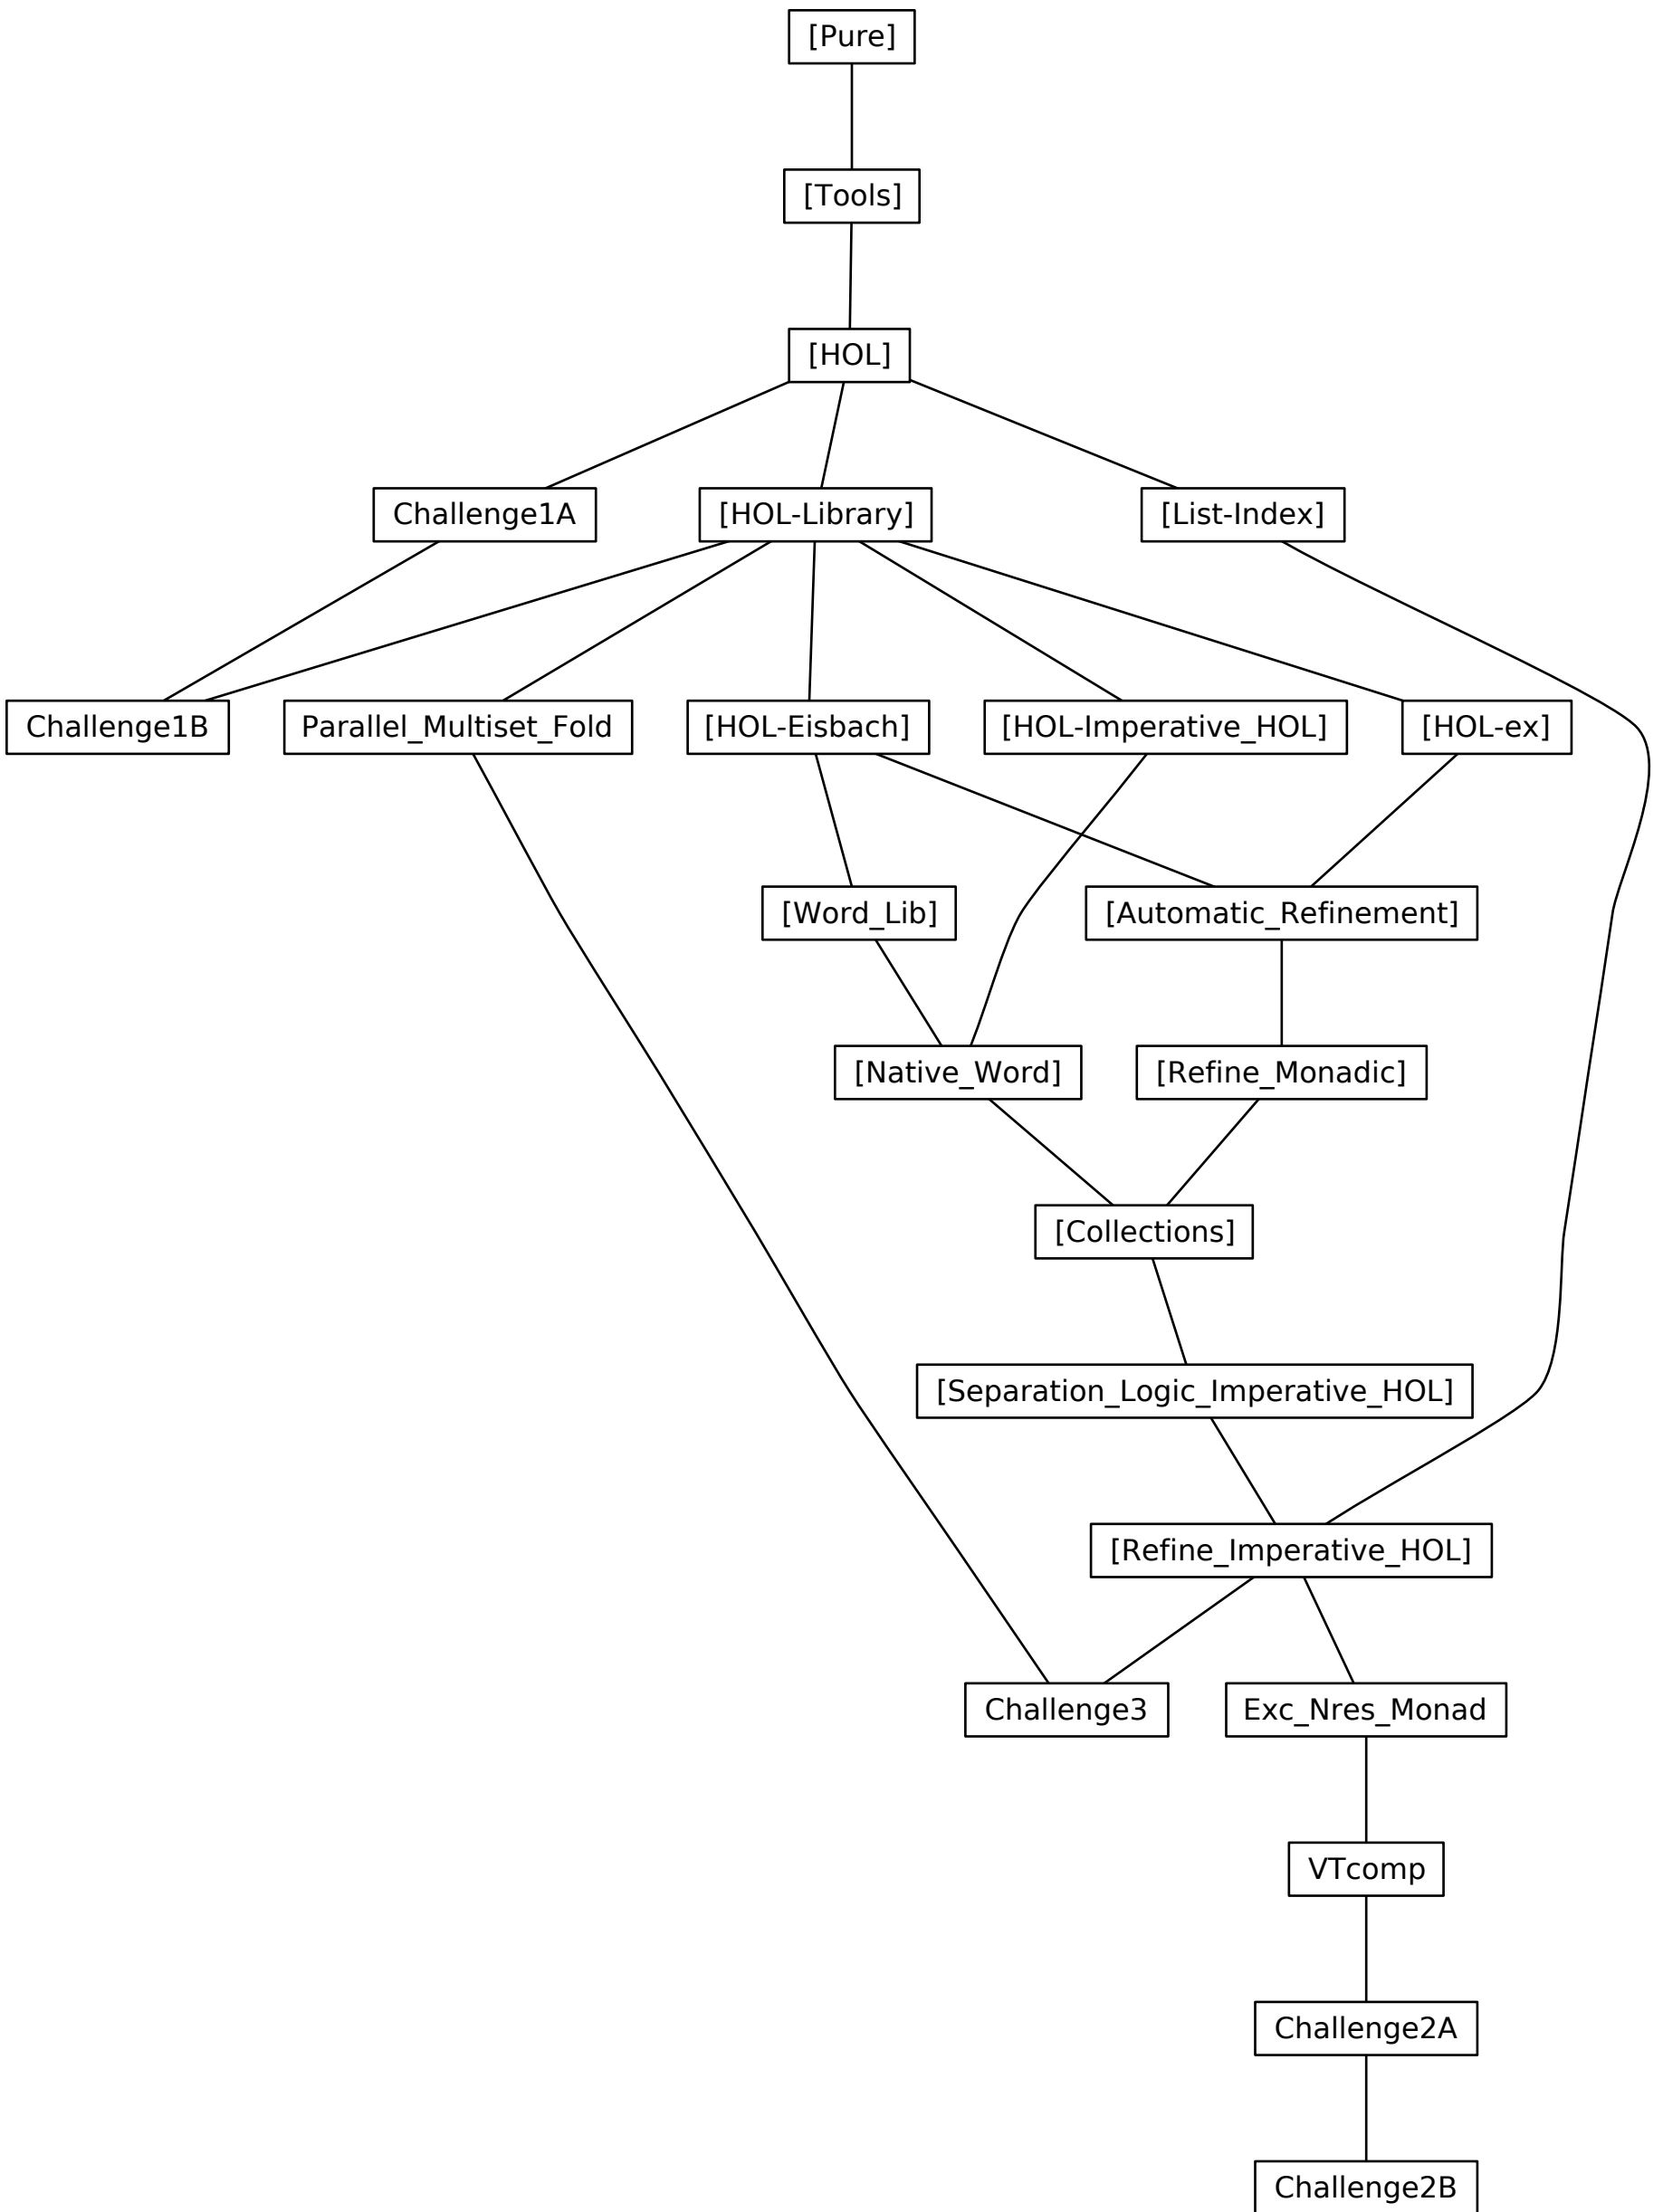 [Pure]
[Tools]
[HOL]
Challenge1A
[HOL-Library]
[List-Index]
Challenge1B
Parallel_Multiset_Fold
[HOL-Eisbach]
[HOL-Imperative_HOL]
[HOL-ex]
[Word_Lib]
[Automatic_Refinement]
[Native_Word]
[Refine_Monadic]
[Collections]
[Separation_Logic_Imperative_HOL]
[Refine_Imperative_HOL]
Challenge3
Exc_Nres_Monad
VTcomp
Challenge2A
Challenge2B